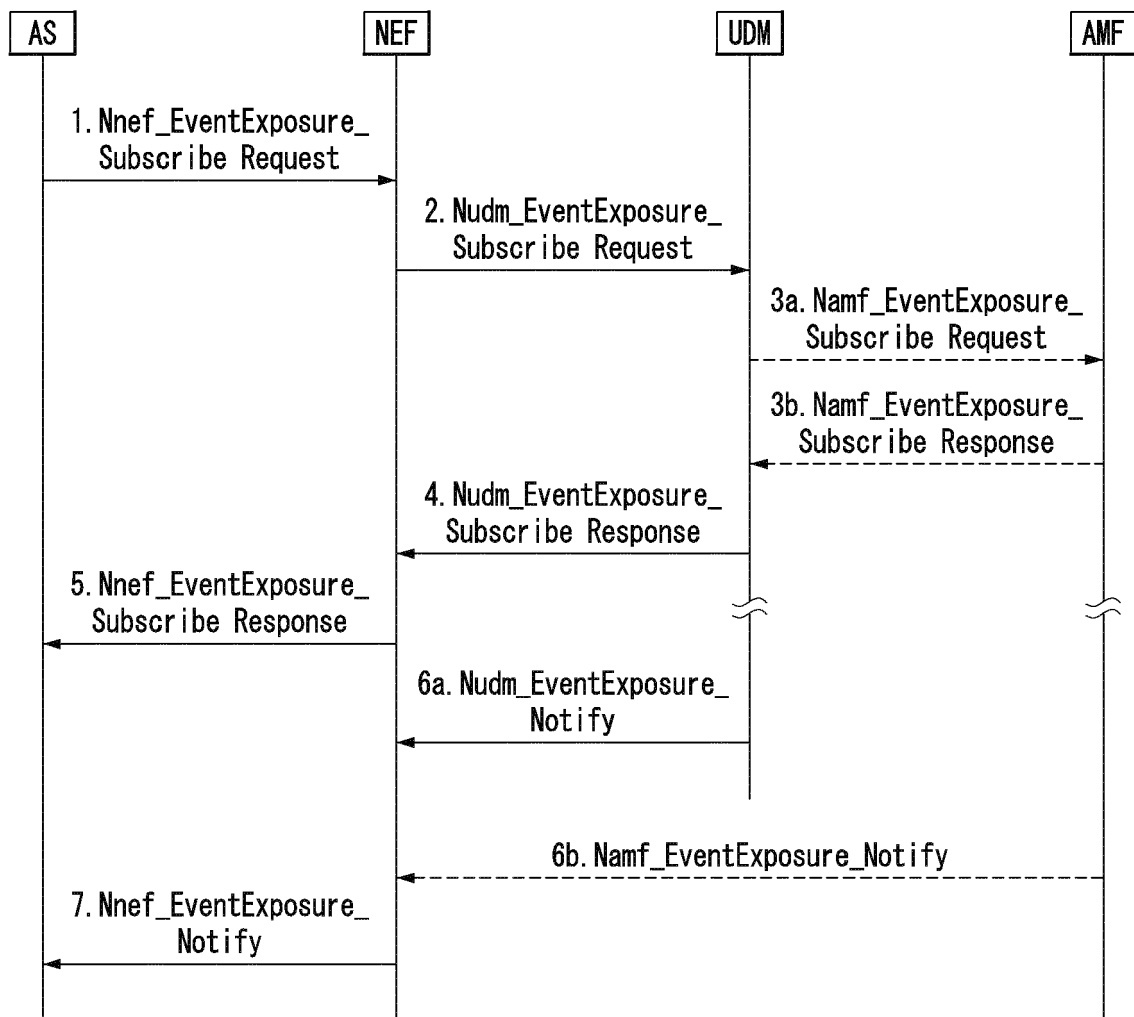 AS
NEF
UDM
AMF
1. Nnef_EventExposure_
Subscribe Request
2. Nudm_EventExposure_
Subscribe Request
3a. Namf_EventExposure_
Subscribe Request
3b. Namf_EventExposure_
Subscribe Response
4. Nudm_EventExposure_
Subscribe Response
5. Nnef_EventExposure_
Subscribe Response
6a. Nudm_EventExposure_
Notify
6b. Namf_EventExposure_Notify
7. Nnef_EventExposure_
Notify